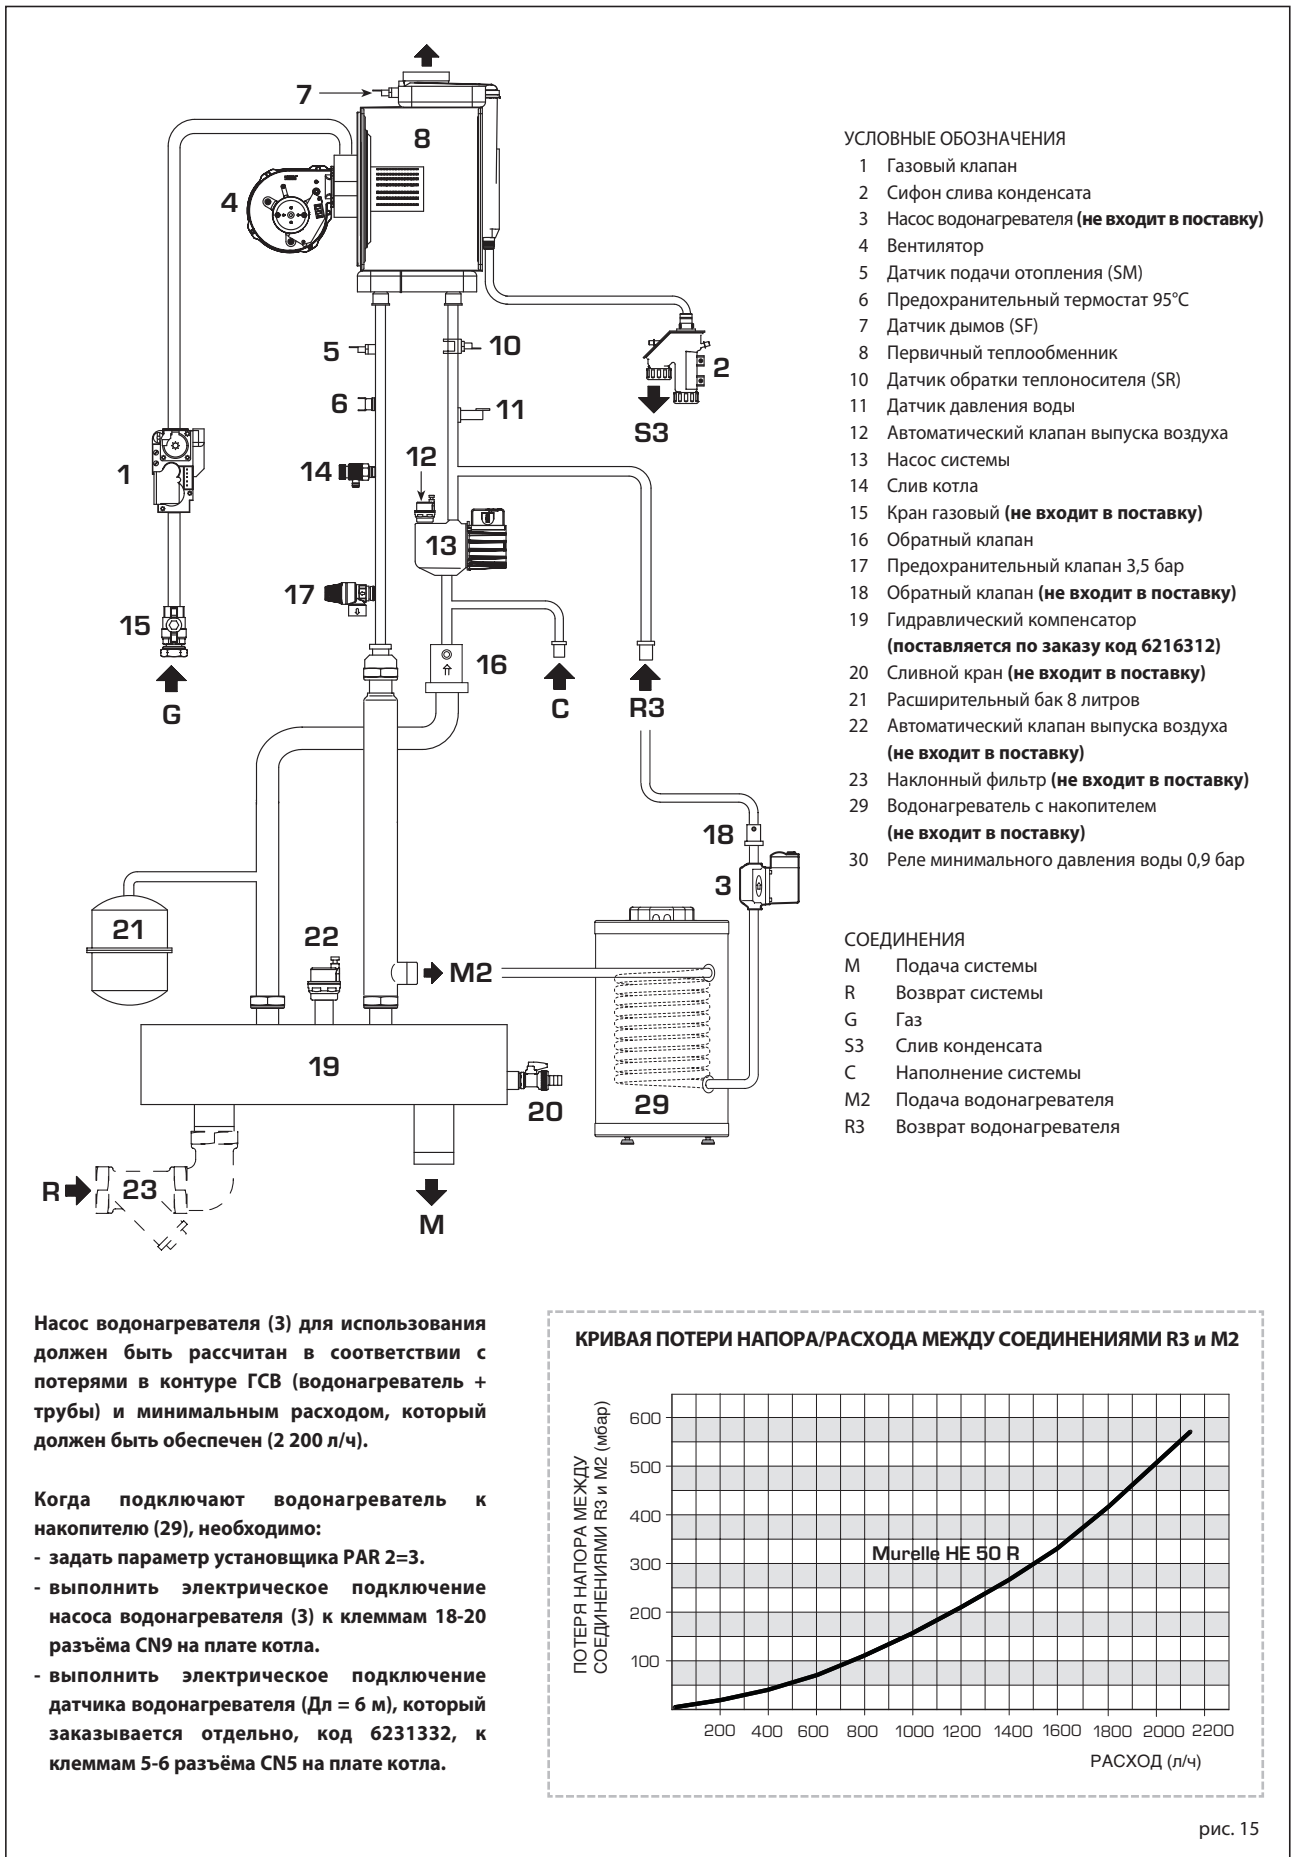 7
8
4
5
10
2
6
11
S3
1
14
12
13
17
15
16
G
C
R3
18
3
21
22
M2
19
20
29
R
23
M
УСЛОВНЫЕ ОБОЗНАЧЕНИЯ
1 Газовый клапан
2 Сифон слива конденсата
3 Насос водонагревателя (не входит в поставку)
4 Вентилятор
5 Датчик подачи отопления (SM)
6 Предохранительный термостат 95°C
7 Датчик дымов (SF)
8 Первичный теплообменник
10 Датчик обратки теплоносителя (SR)
11 Датчик давления воды
12 Автоматический клапан выпуска воздуха
13 Насос системы
14 Слив котла
15 Кран газовый (не входит в поставку)
16 Обратный клапан
17 Предохранительный клапан 3,5 бар
18 Обратный клапан (не входит в поставку)
19 Гидравлический компенсатор
(поставляется по заказу код 6216312)
20 Сливной кран (не входит в поставку)
21 Расширительный бак 8 литров
22 Автоматический клапан выпуска воздуха
(не входит в поставку)
23 Наклонный фильтр (не входит в поставку)
29 Водонагреватель с накопителем
(не входит в поставку)
30 Реле минимального давления воды 0,9 бар
СОЕДИНЕНИЯ
M Подача системы
R Возврат системы
G Газ
S3 Слив конденсата
C Наполнение системы
M2 Подача водонагревателя
R3 Возврат водонагревателя
Насос водонагревателя (3) для использования
должен быть рассчитан в соответствии с
потерями в контуре ГСВ (водонагреватель +
трубы) и минимальным расходом, который
должен быть обеспечен (2 200 л/ч).
Когда подключают водонагреватель к
накопителю (29), необходимо:
- задать параметр установщика PAR 2=3.
- выполнить электрическое подключение
насоса водонагревателя (3) к клеммам 18-20
разъёма CN9 на плате котла.
- выполнить электрическое подключение
датчика водонагревателя (Дл = 6 м), который
заказывается отдельно, код 6231332, к
клеммам 5-6 разъёма CN5 на плате котла.
КРИВАЯ ПОТЕРИ НАПОРА/РАСХОДА МЕЖДУ СОЕДИНЕНИЯМИ R3 и M2
ПОТЕРЯ НАПОРА МЕЖДУ
СОЕДИНЕНИЯМИ R3 и M2 (мбар)
600
500
400
300
200
100
Murelle HE 50 R
200 400 600 800 1000 1200 1400 1600 1800 2000 2200
РАСХОД (л/ч)
рис. 15